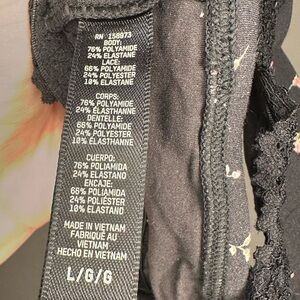 RN 158973
BODY:
76% POLYAMIDE
24% ELASTANE
LACE:
66% POLYAMIDE
24% POLYESTER
10% ELASTANE
CORPS:
76% POLYAMIDE
24% ÉLASTHANNE
DENTELLE:
66% POLYAMIDE
24% POLYESTER
10% ÉLASTHANNE
CUERPO:
76% POLIAMIDA
24% ELASTANO
ENCAJE:
66% POLIAMIDA
24% POLIÉSTER
10% ELASTANO
MADE IN VIETNAM
FABRIQUÉ AU
VIETNAM
HECHO EN VIETNAM
L/G/G